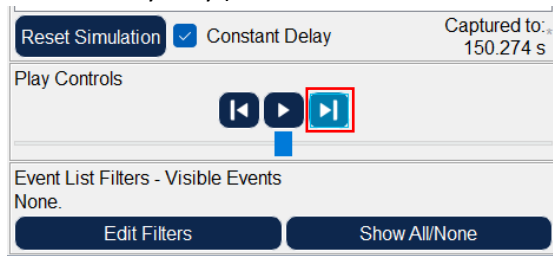 Reset Simulation Constant Delay Captured to:*
150.274 s
Play Controls
Event List Filters - Visible Events
None.
Edit Filters Show All/None